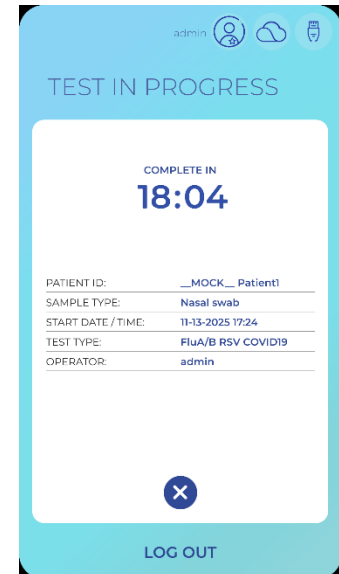 admin
TEST IN PROGRESS
COMPLETE IN
18:04
PATIENT ID: __MOCK__ Patient1
SAMPLE TYPE: Nasal swab
START DATE / TIME: 11-13-2025 17:24
TEST TYPE: FluA/B RSV COVID19
OPERATOR: admin
LOG OUT